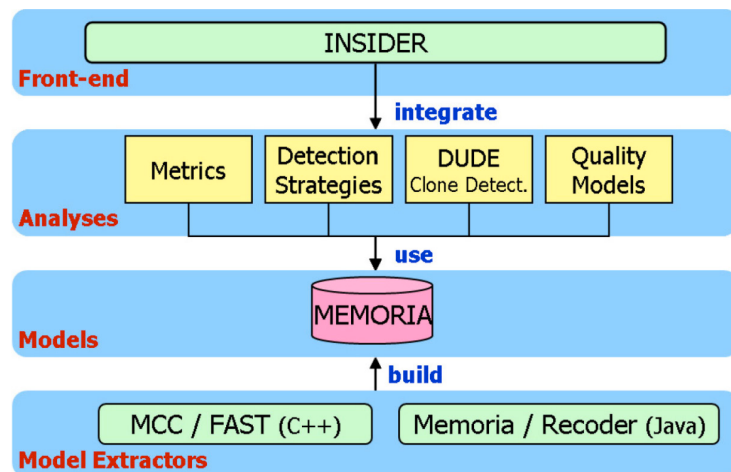 INSIDER
Front-end
integrate
Metrics
Detection
Strategies
DUDE
Clone Detect.
Quality
Models
Analyses
use
MEMORIA
Models
build
MCC / FAST (C++)
Memoria / Recoder (Java)
Model Extractors